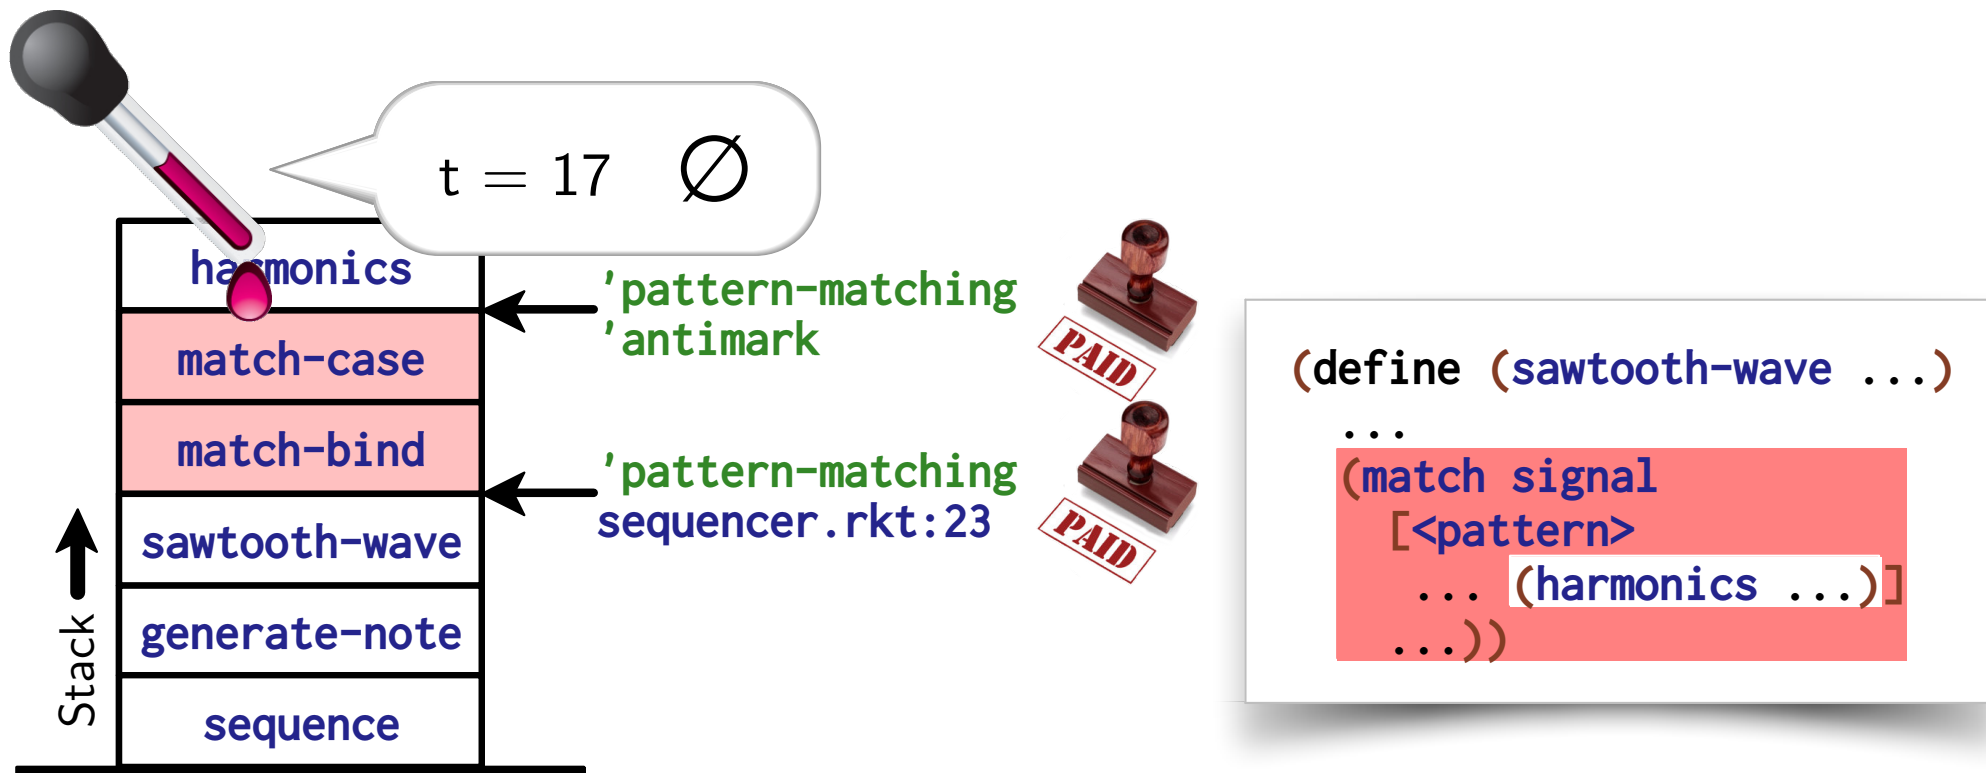 t = 17 ∅
harmonics
match-case
match-bind
sawtooth-wave
generate-note
sequence
Stack
'pattern-matching
'antimark
PAID
'pattern-matching
sequencer.rkt:23
PAID
(define (sawtooth-wave ...)
...
(match signal
[<pattern>
... (harmonics ...)]
...))